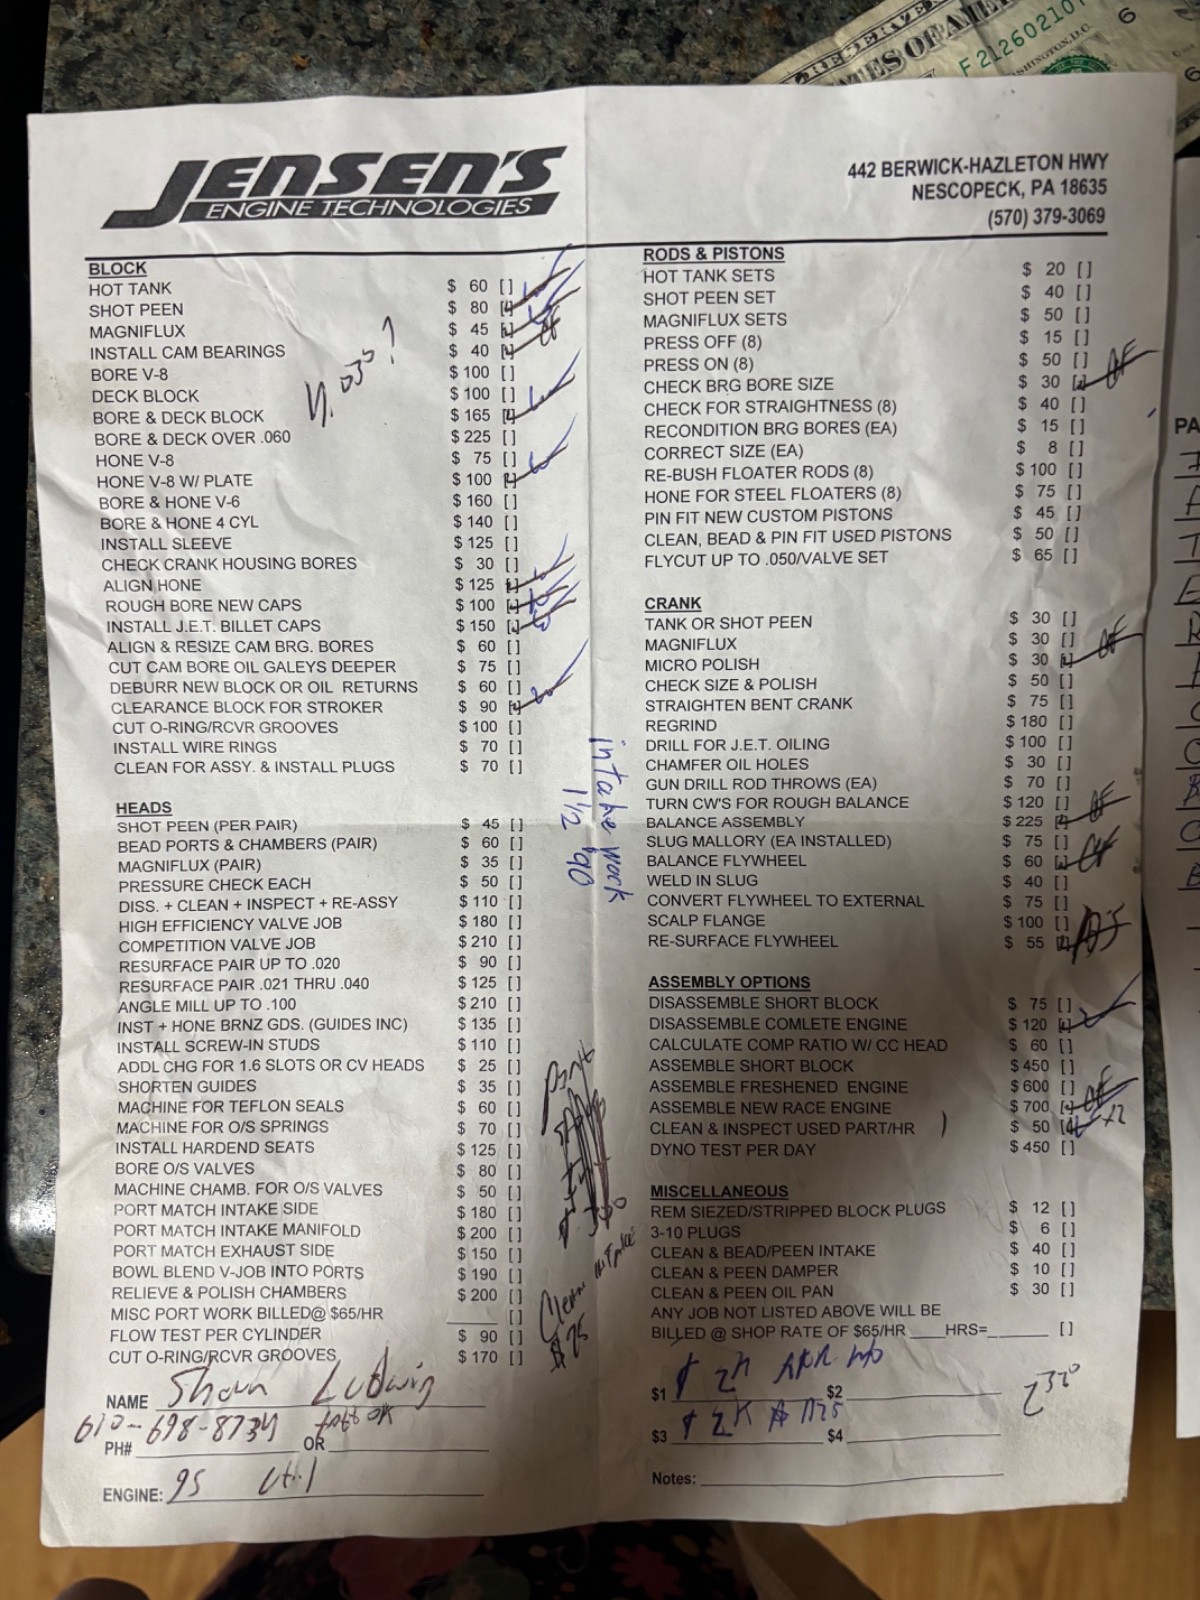 JENSEN'S
ENGINE TECHNOLOGIES
442 BERWICK-HAZLETON HWY
NESCOPECK, PA 18635
(570) 379-3069
BLOCK
HOT TANK $ 60 [ ]
SHOT PEEN $ 80 [ ]
MAGNIFLUX $ 45 [ ]
INSTALL CAM BEARINGS $ 40 [ ]
BORE V-8 $ 100 [ ]
DECK BLOCK $ 100 [ ]
BORE & DECK BLOCK $ 165 [ ]
BORE & DECK OVER .060 $ 225 [ ]
HONE V-8 $ 75 [ ]
HONE V-8 W/ PLATE $ 100 [ ]
BORE & HONE V-6 $ 160 [ ]
BORE & HONE 4 CYL $ 140 [ ]
INSTALL SLEEVE $ 125 [ ]
CHECK CRANK HOUSING BORES $ 30 [ ]
ALIGN HONE $ 125 [ ]
ROUGH BORE NEW CAPS $ 100 [ ]
INSTALL J.E.T. BILLET CAPS $ 150 [ ]
ALIGN & RESIZE CAM BRG. BORES $ 60 [ ]
CUT CAM BORE OIL GALEYS DEEPER $ 75 [ ]
DEBURR NEW BLOCK OR OIL RETURNS $ 60 [ ]
CLEARANCE BLOCK FOR STROKER $ 90 [ ]
CUT O-RING/RCVR GROOVES $ 100 [ ]
INSTALL WIRE RINGS $ 70 [ ]
CLEAN FOR ASSY. & INSTALL PLUGS $ 70 [ ]
4.030?
intake work
1 1/2 90
HEADS
SHOT PEEN (PER PAIR) $ 45 [ ]
BEAD PORTS & CHAMBERS (PAIR) $ 60 [ ]
MAGNIFLUX (PAIR) $ 35 [ ]
PRESSURE CHECK EACH $ 50 [ ]
DISS. + CLEAN + INSPECT + RE-ASSY $ 110 [ ]
HIGH EFFICIENCY VALVE JOB $ 180 [ ]
COMPETITION VALVE JOB $ 210 [ ]
RESURFACE PAIR UP TO .020 $ 90 [ ]
RESURFACE PAIR .021 THRU .040 $ 125 [ ]
ANGLE MILL UP TO .100 $ 210 [ ]
INST + HONE BRNZ GDS. (GUIDES INC) $ 135 [ ]
INSTALL SCREW-IN STUDS $ 110 [ ]
ADDL CHG FOR 1.6 SLOTS OR CV HEADS $ 25 [ ]
SHORTEN GUIDES $ 35 [ ]
MACHINE FOR TEFLON SEALS $ 60 [ ]
MACHINE FOR O/S SPRINGS $ 70 [ ]
INSTALL HARDEND SEATS $ 125 [ ]
BORE O/S VALVES $ 80 [ ]
MACHINE CHAMB. FOR O/S VALVES $ 50 [ ]
PORT MATCH INTAKE SIDE $ 180 [ ]
PORT MATCH INTAKE MANIFOLD $ 200 [ ]
PORT MATCH EXHAUST SIDE $ 150 [ ]
BOWL BLEND V-JOB INTO PORTS $ 190 [ ]
RELIEVE & POLISH CHAMBERS $ 200 [ ]
MISC PORT WORK BILLED@ $65/HR [ ]
FLOW TEST PER CYLINDER $ 90 [ ]
CUT O-RING/RCVR GROOVES $ 170 [ ]
Clean intake
$25
NAME Shawn Ludwig
PH# OR
ENGINE: 95
RODS & PISTONS
HOT TANK SETS $ 20 [ ]
SHOT PEEN SET $ 40 [ ]
MAGNIFLUX SETS $ 50 [ ]
PRESS OFF (8) $ 15 [ ]
PRESS ON (8) $ 50 [ ]
CHECK BRG BORE SIZE $ 30 [ ]
CHECK FOR STRAIGHTNESS (8) $ 40 [ ]
RECONDITION BRG BORES (EA) $ 15 [ ]
CORRECT SIZE (EA) $ 8 [ ]
RE-BUSH FLOATER RODS (8) $ 100 [ ]
HONE FOR STEEL FLOATERS (8) $ 75 [ ]
PIN FIT NEW CUSTOM PISTONS $ 45 [ ]
CLEAN, BEAD & PIN FIT USED PISTONS $ 50 [ ]
FLYCUT UP TO .050/VALVE SET $ 65 [ ]
CRANK
TANK OR SHOT PEEN $ 30 [ ]
MAGNIFLUX $ 30 [ ]
MICRO POLISH $ 30 [ ]
CHECK SIZE & POLISH $ 50 [ ]
STRAIGHTEN BENT CRANK $ 75 [ ]
REGRIND $ 180 [ ]
DRILL FOR J.E.T. OILING $ 100 [ ]
CHAMFER OIL HOLES $ 30 [ ]
GUN DRILL ROD THROWS (EA) $ 70 [ ]
TURN CW'S FOR ROUGH BALANCE $ 120 [ ]
BALANCE ASSEMBLY $ 225 [ ]
SLUG MALLORY (EA INSTALLED) $ 75 [ ]
BALANCE FLYWHEEL $ 60 [ ]
WELD IN SLUG $ 40 [ ]
CONVERT FLYWHEEL TO EXTERNAL $ 75 [ ]
SCALP FLANGE $ 100 [ ]
RE-SURFACE FLYWHEEL $ 55 [ ]
ASSEMBLY OPTIONS
DISASSEMBLE SHORT BLOCK $ 75 [ ]
DISASSEMBLE COMLETE ENGINE $ 120 [ ]
CALCULATE COMP RATIO W/ CC HEAD $ 60 [ ]
ASSEMBLE SHORT BLOCK $ 450 [ ]
ASSEMBLE FRESHENED ENGINE $ 600 [ ]
ASSEMBLE NEW RACE ENGINE $ 700 [ ]
CLEAN & INSPECT USED PART/HR $ 50 [ ] x2
DYNO TEST PER DAY $ 450 [ ]
MISCELLANEOUS
REM SIEZED/STRIPPED BLOCK PLUGS $ 12 [ ]
3-10 PLUGS $ 6 [ ]
CLEAN & BEAD/PEEN INTAKE $ 40 [ ]
CLEAN & PEEN DAMPER $ 10 [ ]
CLEAN & PEEN OIL PAN $ 30 [ ]
ANY JOB NOT LISTED ABOVE WILL BE
BILLED @ SHOP RATE OF $65/HR ____HRS=______ [ ]
$1 $ 2K $2
$3 $ 2K $4
Notes:
F 2126021
WASHINGTON, D.C.
6
PA